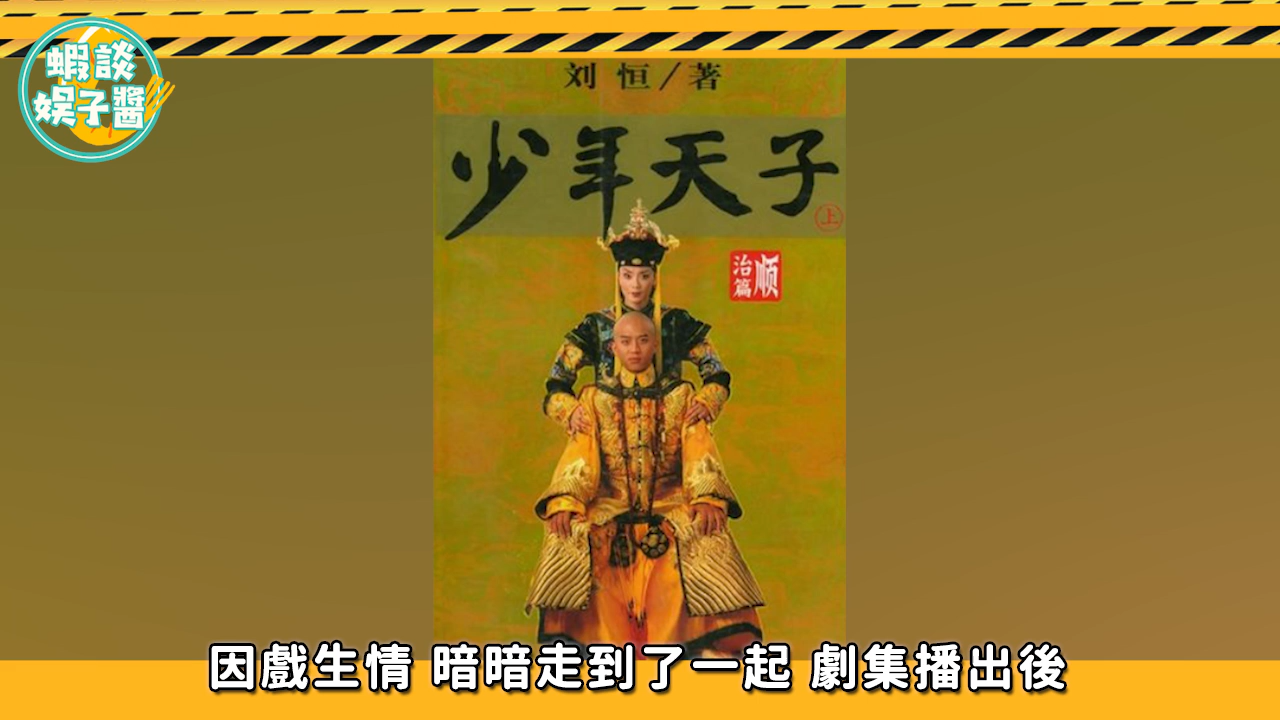 蝦談
娱子醬
刘恒/著
少年天子
上
顺
治篇
因戲生情 暗暗走到了一起 劇集播出後